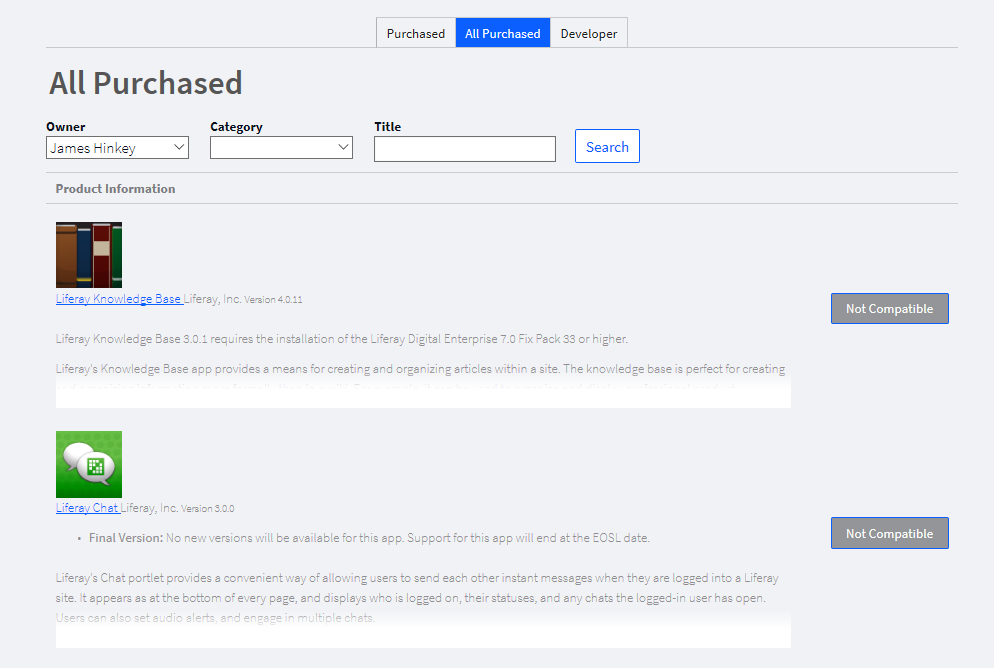 Purchased All Purchased Developer
All Purchased
Owner Category Title
James Hinkey Search
Product Information
Liferay Knowledge Base Liferay, Inc. Version 4.0.11
Not Compatible
Liferay Knowledge Base 3.0.1 requires the installation of the Liferay Digital Enterprise 7.0 Fix Pack 33 or higher.
Liferay's Knowledge Base app provides a means for creating and organizing articles within a site. The knowledge base is perfect for creating
Liferay Chat Liferay, Inc. Version 3.0.0
Not Compatible
• Final Version: No new versions will be available for this app. Support for this app will end at the EOSL date.
Liferay's Chat portlet provides a convenient way of allowing users to send each other instant messages when they are logged into a Liferay
site. It appears as at the bottom of every page, and displays who is logged on, their statuses, and any chats the logged-in user has open.
Users can also set audio alerts, and engage in multiple chats.